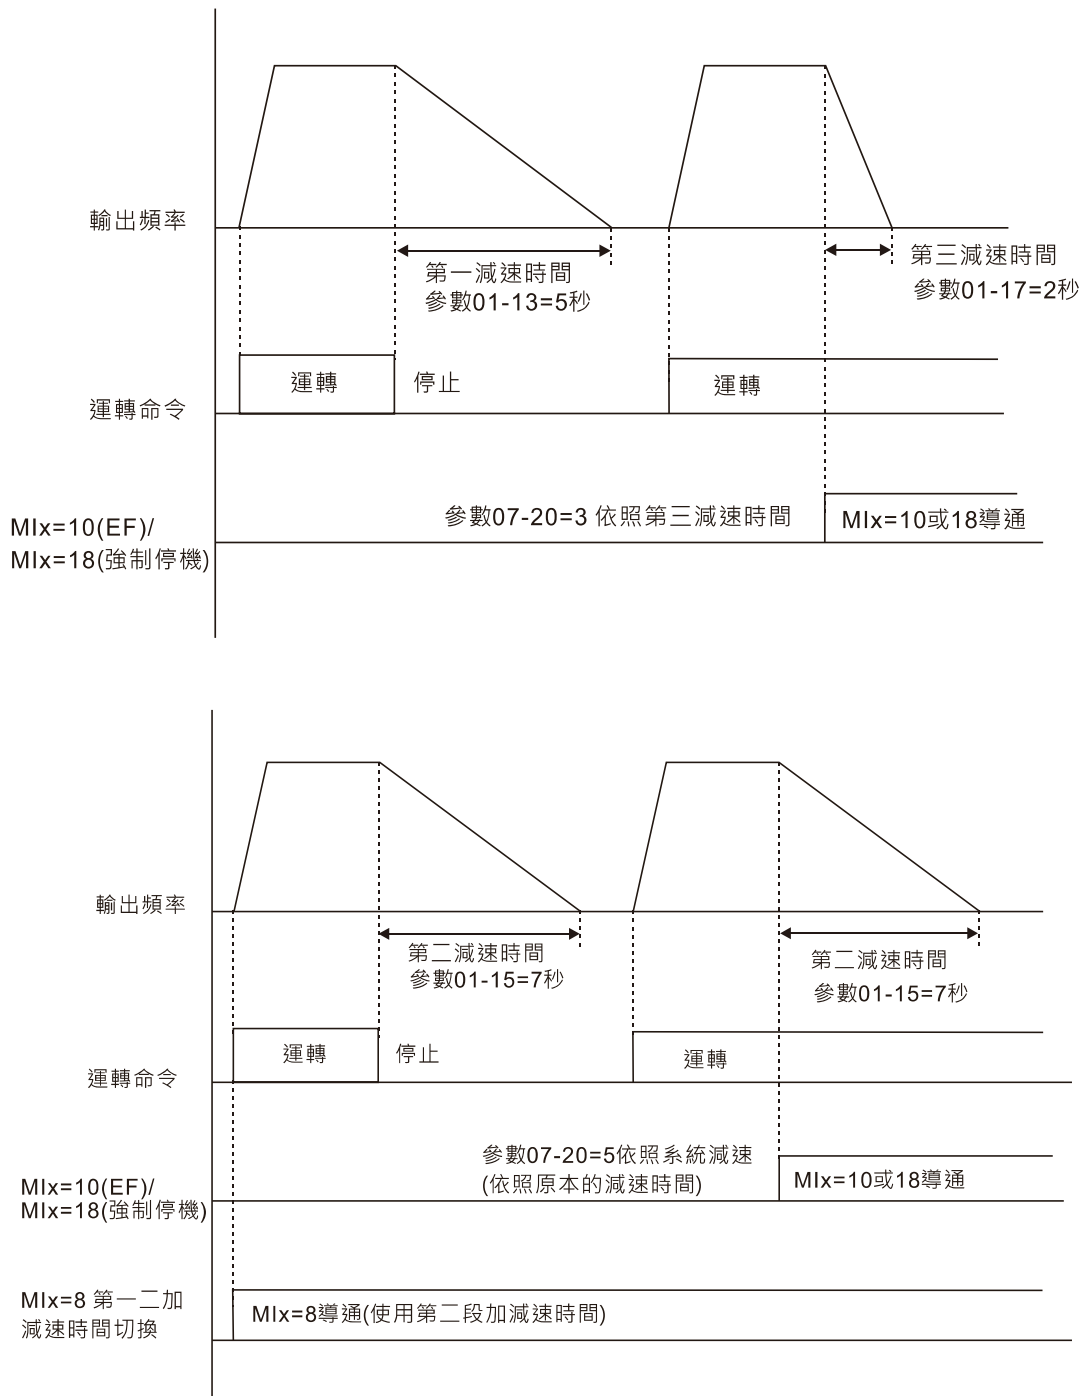 輸出頻率
第一減速時間
參數01-13=5秒
第三減速時間
參數01-17=2秒
運轉
停止
運轉
運轉命令
參數07-20=3 依照第三減速時間
MIx=10或18導通
MIx=10(EF)/
MIx=18(強制停機)
輸出頻率
第二減速時間
參數01-15=7秒
第二減速時間
參數01-15=7秒
運轉
停止
運轉
運轉命令
參數07-20=5依照系統減速
(依照原本的減速時間)
MIx=10或18導通
MIx=10(EF)/
MIx=18(強制停機)
MIx=8 第一二加
減速時間切換
MIx=8導通(使用第二段加減速時間)